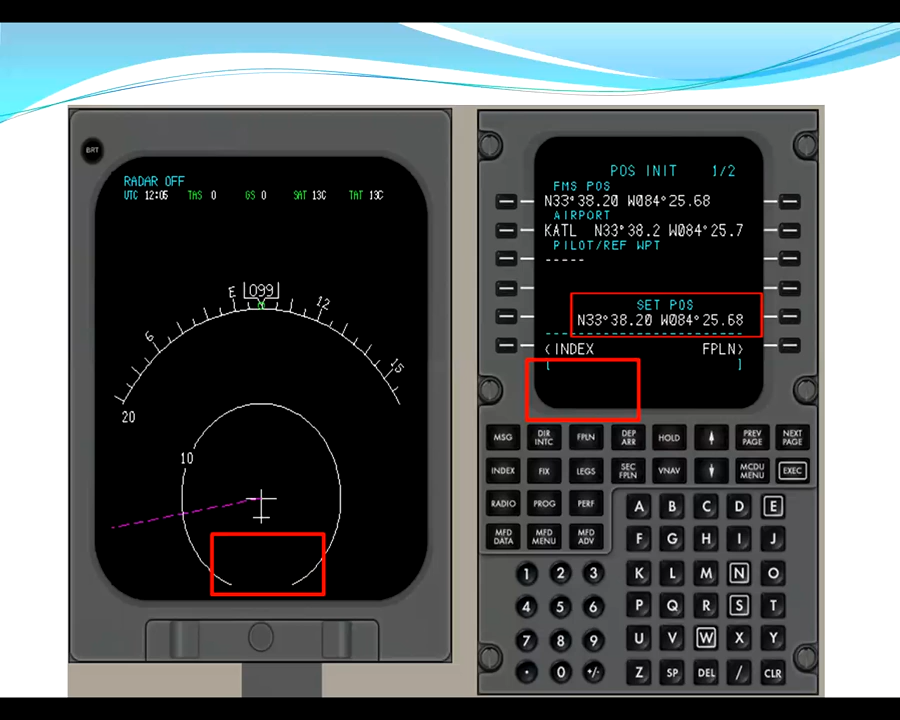 BRT
RADAR OFF
UTC 12:05 TAS 0 GS 0 SAT 13C TAT 13C
E 099 12
6 15
20
10
POS INIT 1/2
FMS POS
N33°38.20 W084°25.68
AIRPORT
KATL N33°38.2 W084°25.7
PILOT/REF WPT
-----
SET POS
N33°38.20 W084°25.68
<INDEX FPLN>
[ ]
MSG DIR INTC FPLN DEP ARR HOLD PREV PAGE NEXT PAGE
INDEX FIX LEGS SEC FPLN VNAV MCDU MENU EXEC
RADIO PROG PERF
MFD DATA MFD MENU MFD ADV
A B C D E
F G H I J
1 2 3 K L M N O
4 5 6 P Q R S T
7 8 9 U V W X Y
. 0 +/- Z SP DEL / CLR